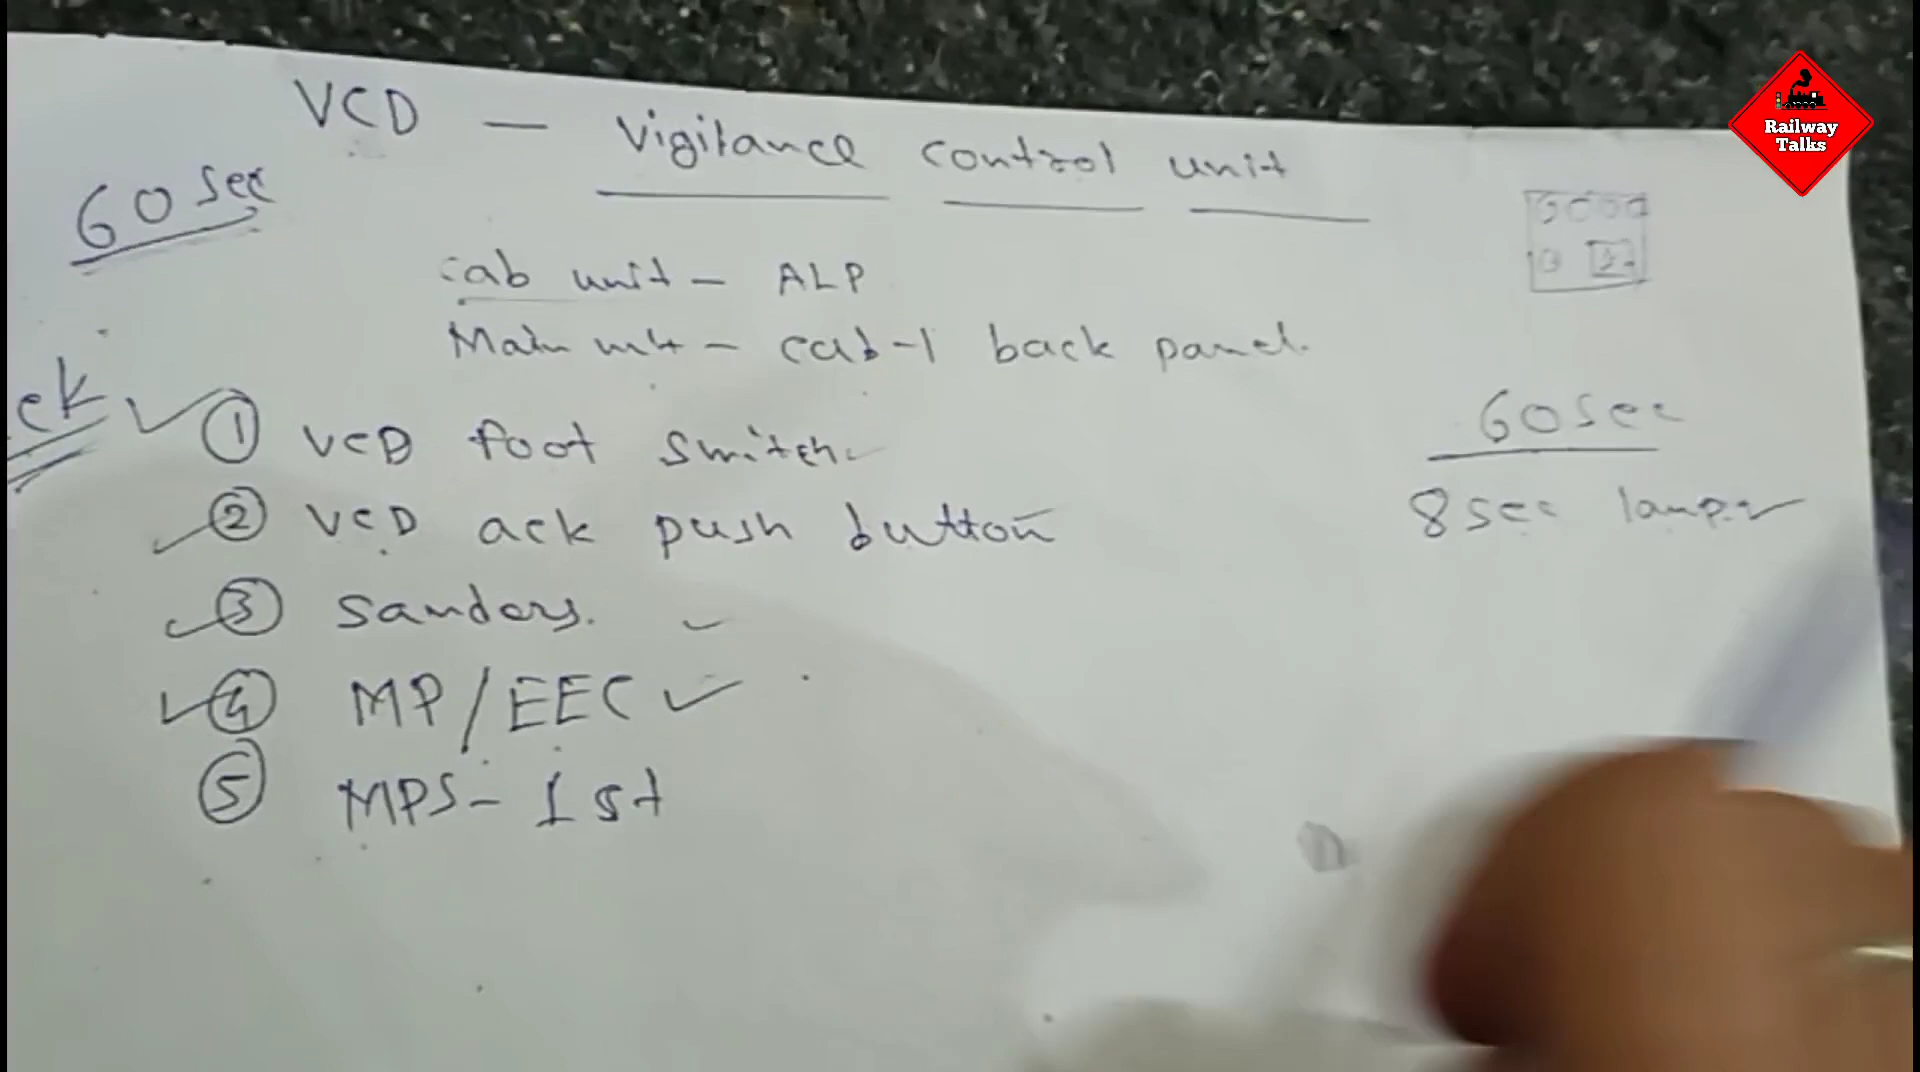 Railway
Talks
VCD — Vigilance control unit
60 sec
cab unit - ALP
Main unit - cab-1 back panel.
ek
① VCD foot switch
60 sec
② VCD ack push button
8 sec lamp
③ Sanders.
④ MP/EEC
⑤ MPS - 1st